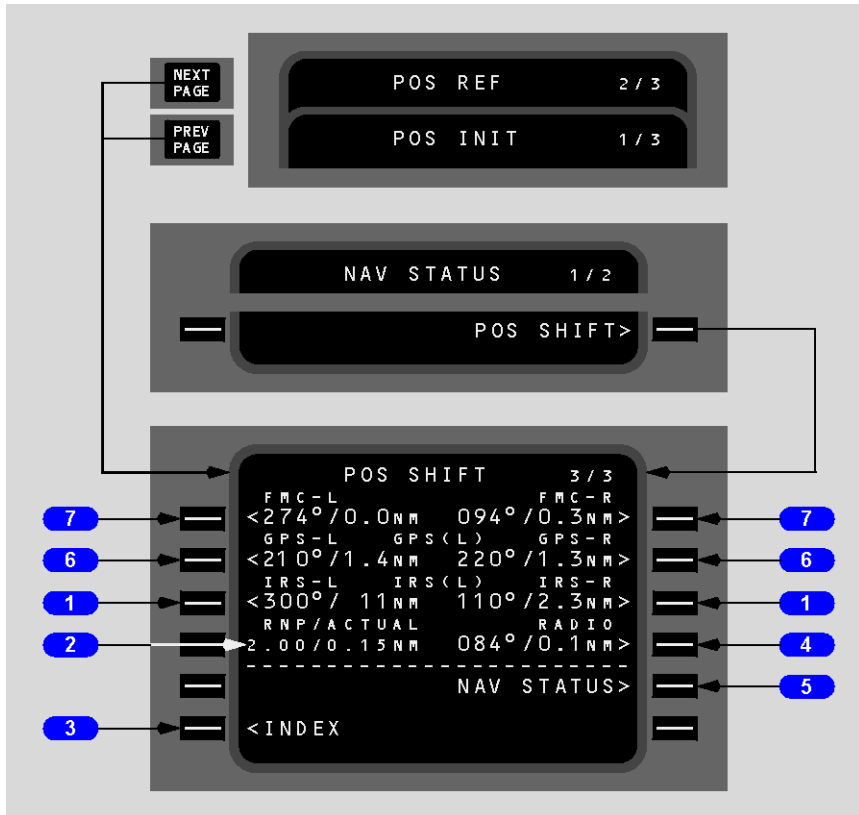 NEXT
PAGE
POS REF 2/3
PREV
PAGE
POS INIT 1/3
NAV STATUS 1/2
POS SHIFT>
POS SHIFT 3/3
FMC-L FMC-R
7 <274°/0.0NM 094°/0.3NM> 7
GPS-L GPS(L) GPS-R
6 <210°/1.4NM 220°/1.3NM> 6
IRS-L IRS(L) IRS-R
1 <300°/ 11NM 110°/2.3NM> 1
RNP/ACTUAL RADIO
2 2.00/0.15NM 084°/0.1NM> 4
--------------------------------
NAV STATUS> 5
3 <INDEX